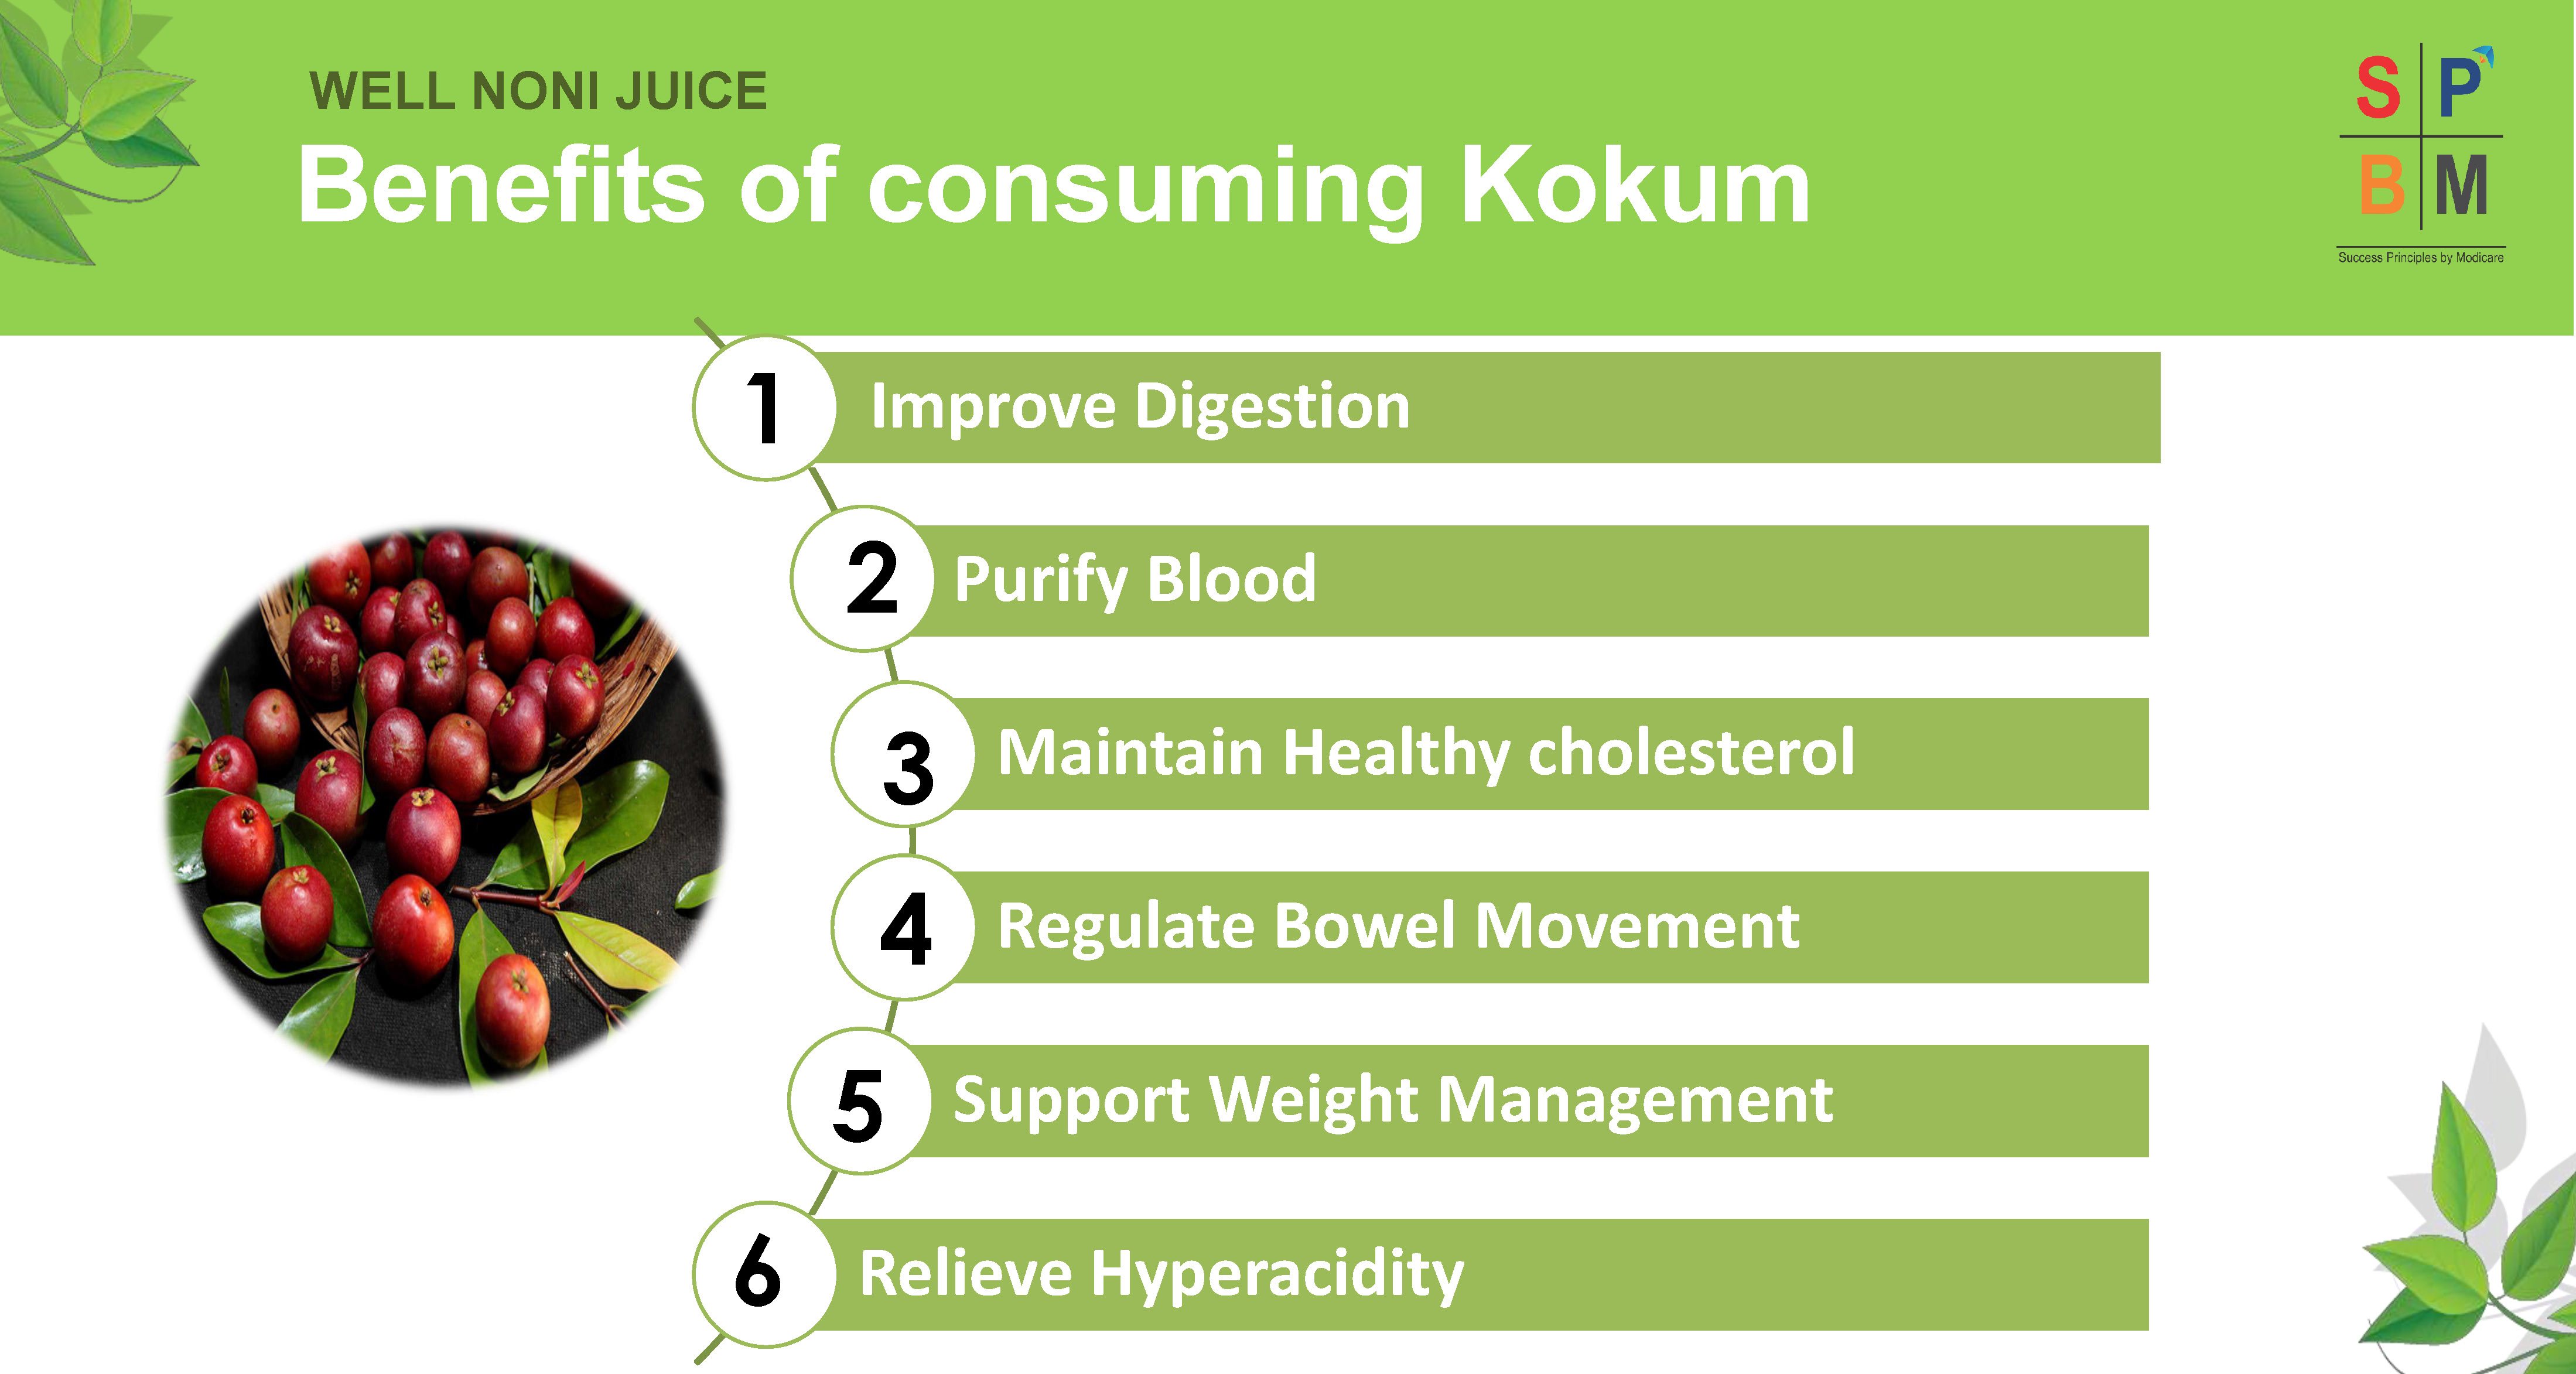 WELL NONI JUICE
Benefits of consuming Kokum
S P
B M
Success Principles by Modicare
1 Improve Digestion
2 Purify Blood
3 Maintain Healthy cholesterol
4 Regulate Bowel Movement
5 Support Weight Management
6 Relieve Hyperacidity